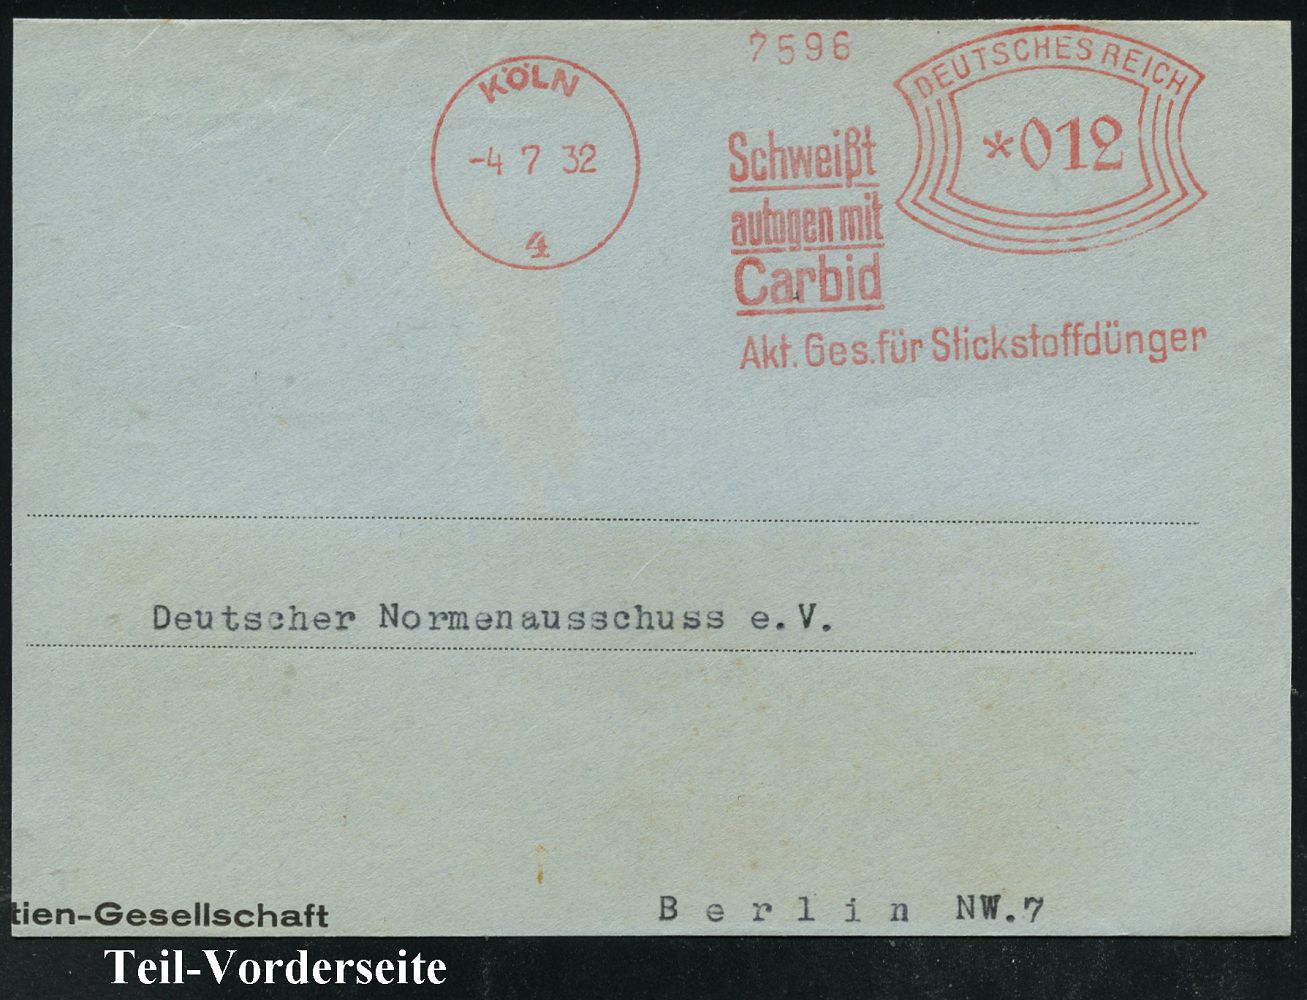 7596
DEUTSCHES REICH
KÖLN
-4 7 32
4
*012
Schweißt
autogen mit
Carbid
Akt. Ges. für Stickstoffdünger
Deutscher Normenausschuss e.V.
tien-Gesellschaft
Berlin NW.7
Teil-Vorderseite